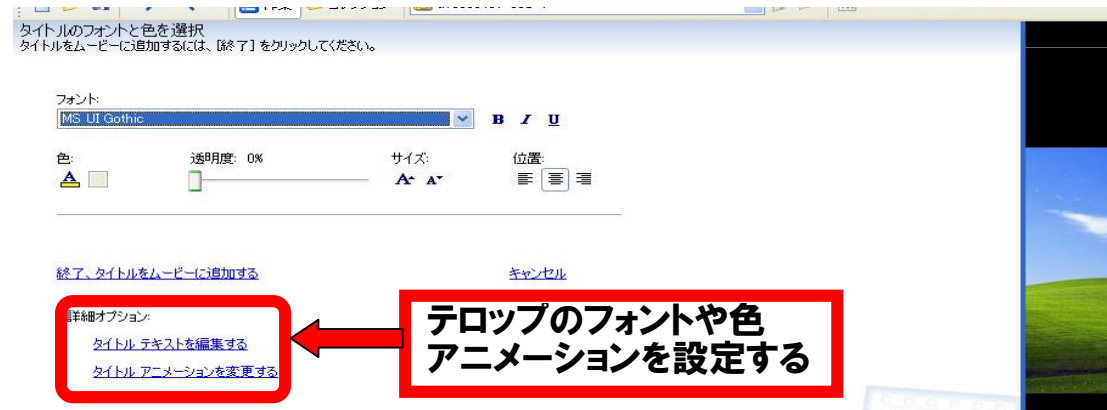 タイトルのフォントと色を選択
タイトルをムービーに追加するには、[終了] をクリックしてください。
フォント:
MS UI Gothic
B I U
色: 透明度: 0% サイズ: 位置:
終了、タイトルをムービーに追加する キャンセル
詳細オプション:
タイトル テキストを編集する
タイトル アニメーションを変更する
テロップのフォントや色
アニメーションを設定する